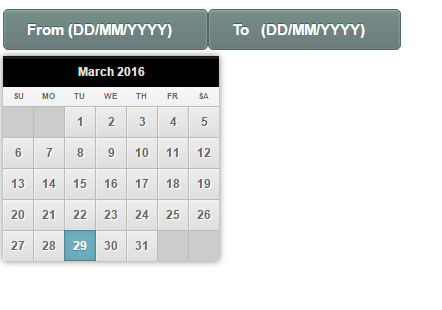 From (DD/MM/YYYY) To (DD/MM/YYYY)
March 2016
SU MO TU WE TH FR SA
1 2 3 4 5
6 7 8 9 10 11 12
13 14 15 16 17 18 19
20 21 22 23 24 25 26
27 28 29 30 31